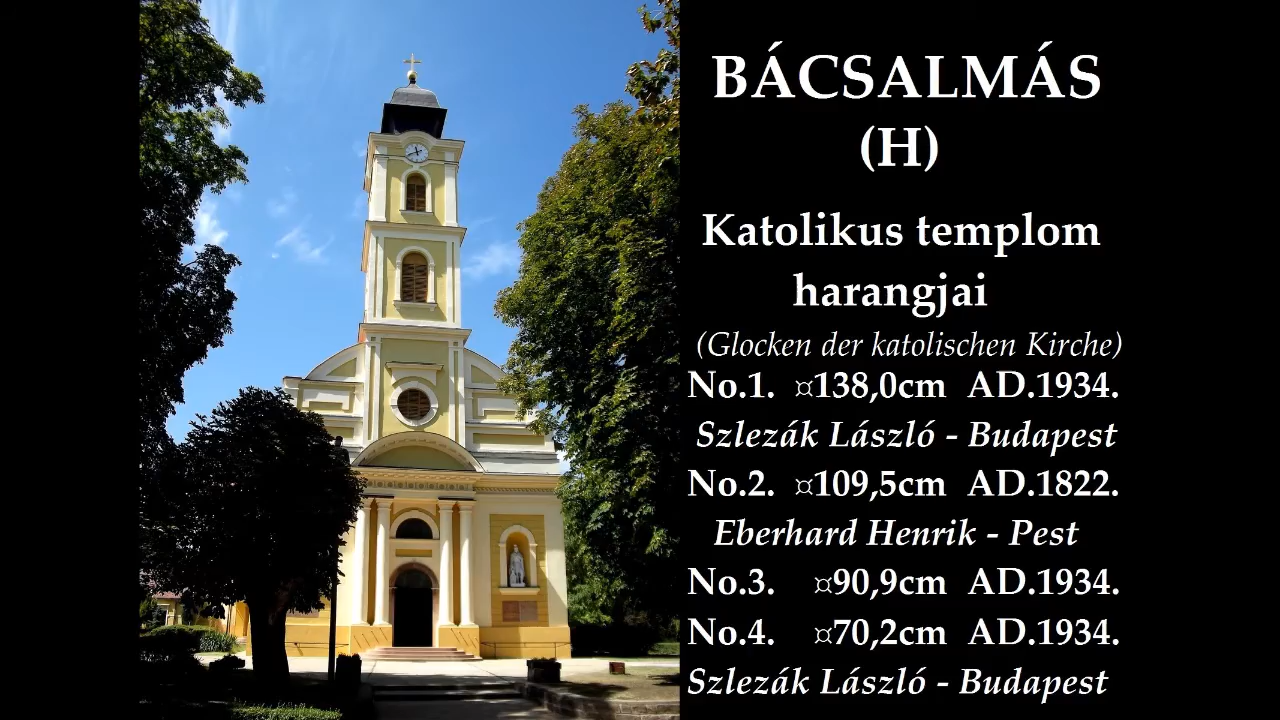 BÁCSALMÁS
(H)
Katolikus templom
harangjai
(Glocken der katolischen Kirche)
No.1. ¤138,0cm AD.1934.
Szlezák László - Budapest
No.2. ¤109,5cm AD.1822.
Eberhard Henrik - Pest
No.3. ¤90,9cm AD.1934.
No.4. ¤70,2cm AD.1934.
Szlezák László - Budapest